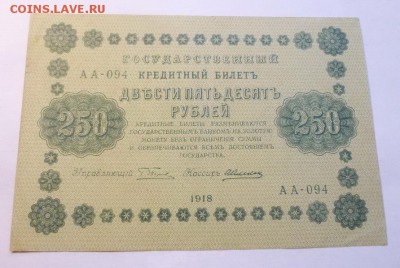 COINS.LAVE.RU
ГОСУДАРСТВЕННЫЙ
АА-094 КРЕДИТНЫЙ БИЛЕТЪ
ДВѢСТИ ПЯТЬДЕСЯТЪ
РУБЛЕЙ
250 250
КРЕДИТНЫЕ БИЛЕТЫ РАЗМѢНИВАЮТСЯ
ГОСУДАРСТВЕННЫМЪ БАНКОМЪ НА ЗОЛОТУЮ
МОНЕТУ БЕЗЪ ОГРАНИЧЕНІЯ СУММЫ
И ОБЕЗПЕЧИВАЮТСЯ ВСѢМЪ ДОСТОЯНІЕМЪ
ГОСУДАРСТВА.
Управляющій Кассиръ
АА-094
1918